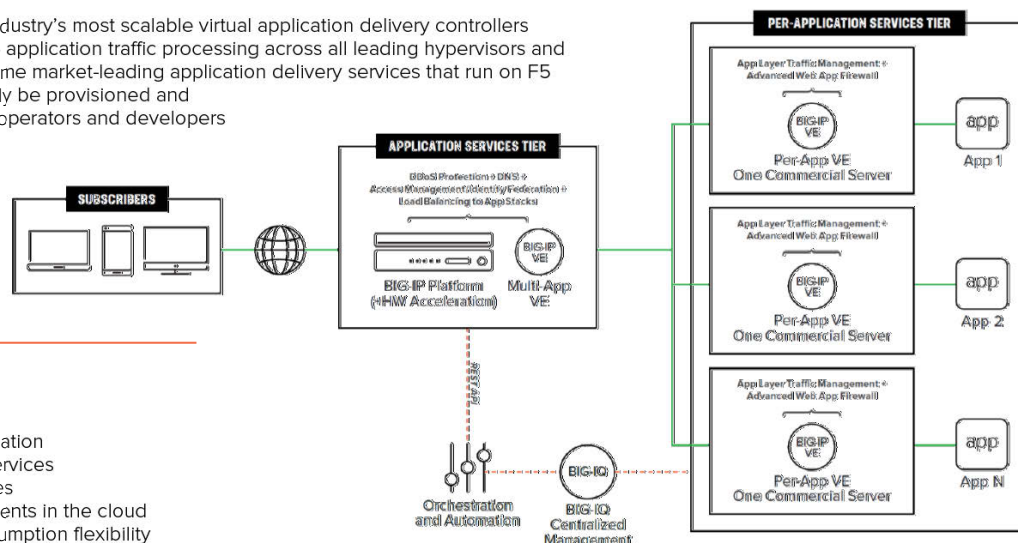 dustry's most scalable virtual application delivery controllers
application traffic processing across all leading hypervisors and
me market-leading application delivery services that run on F5
ly be provisioned and
operators and developers
SUBSCRIBERS
APPLICATION SERVICES TIER
DDoS Protection + DNS +
Access Management/Identity Federation +
Load Balancing to App Stacks
BIG-IP
VE
BIG-IP Platform
(+HW Acceleration)
Multi-App
VE
REST API
Orchestration
and Automation
BIG-IQ
BIG-IQ
Centralized
Management
PER-APPLICATION SERVICES TIER
App Layer Traffic Management +
Advanced Web App Firewall
BIG-IP
VE
Per-App VE
One Commercial Server
app
App 1
App Layer Traffic Management +
Advanced Web App Firewall
BIG-IP
VE
Per-App VE
One Commercial Server
app
App 2
App Layer Traffic Management +
Advanced Web App Firewall
BIG-IP
VE
Per-App VE
One Commercial Server
app
App N
ation
ervices
es
ents in the cloud
umption flexibility